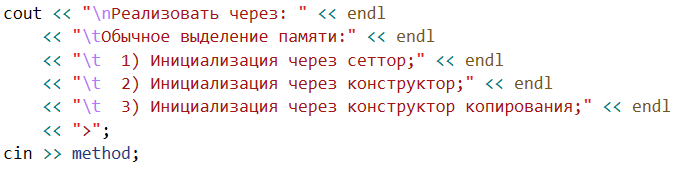 cout << "\nРеализовать через: " << endl
<< "\tОбычное выделение памяти:" << endl
<< "\t  1) Инициализация через сеттор;" << endl
<< "\t  2) Инициализация через конструктор;" << endl
<< "\t  3) Инициализация через конструктор копирования;" << endl
<< ">";
cin >> method;